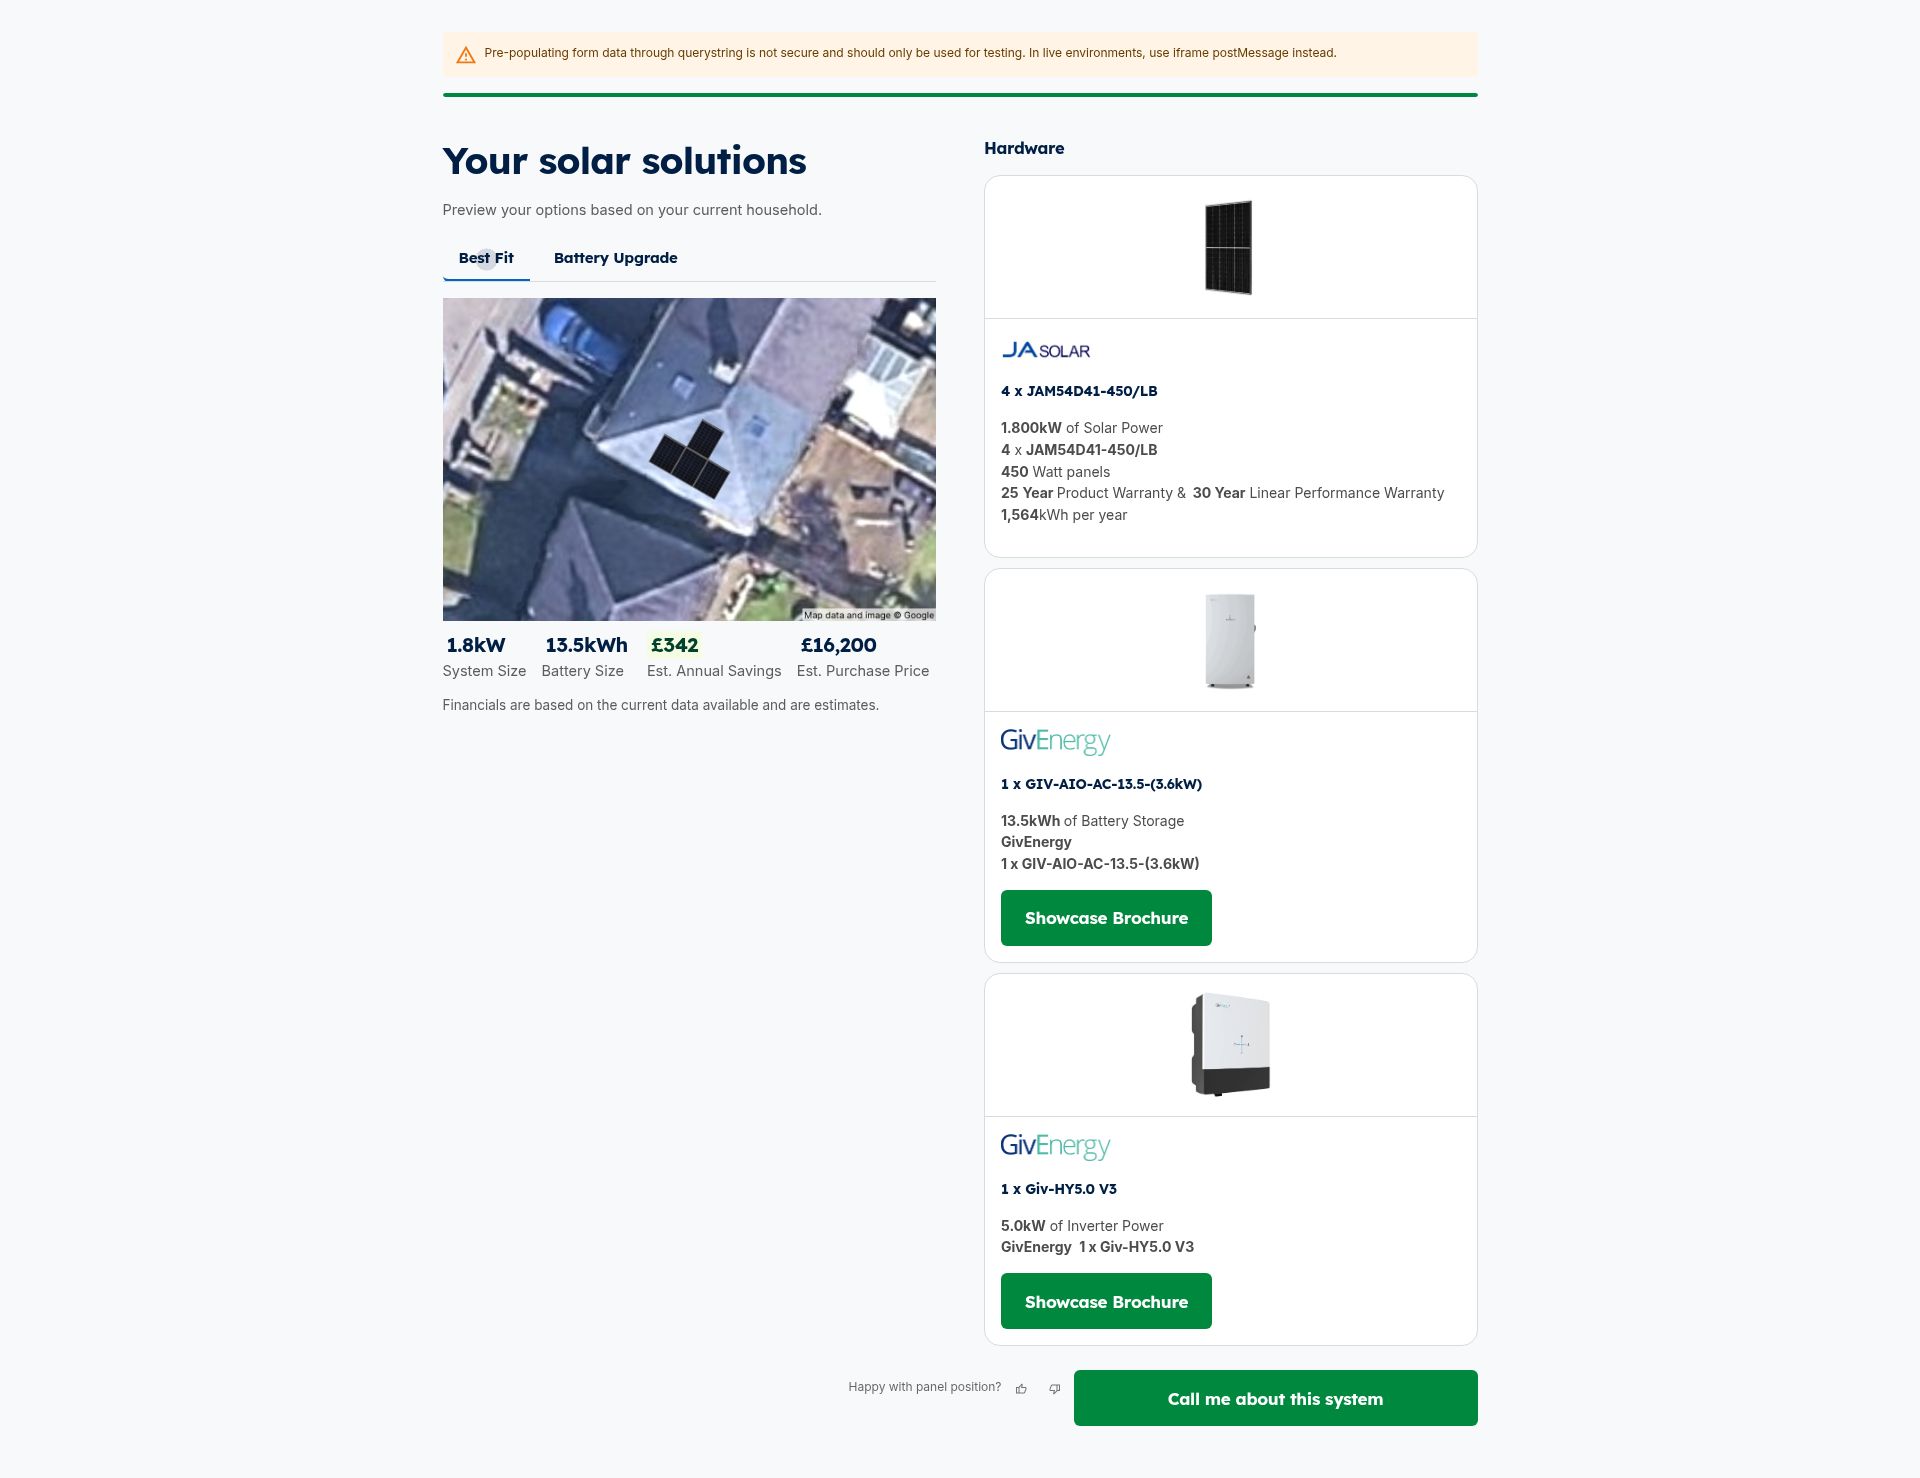 Pre-populating form data through querystring is not secure and should only be used for testing. In live environments, use iframe postMessage instead.
Your solar solutions
Preview your options based on your current household.
Best Fit
Battery Upgrade
Map data and image © Google
1.8kW
System Size
13.5kWh
Battery Size
£342
Est. Annual Savings
£16,200
Est. Purchase Price
Financials are based on the current data available and are estimates.
Hardware
JA SOLAR
4 x JAM54D41-450/LB
1.800kW of Solar Power
4 x JAM54D41-450/LB
450 Watt panels
25 Year Product Warranty & 30 Year Linear Performance Warranty
1,564kWh per year
GivEnergy
1 x GIV-AIO-AC-13.5-(3.6kW)
13.5kWh of Battery Storage
GivEnergy
1 x GIV-AIO-AC-13.5-(3.6kW)
Showcase Brochure
GivEnergy
1 x Giv-HY5.0 V3
5.0kW of Inverter Power
GivEnergy 1 x Giv-HY5.0 V3
Showcase Brochure
Happy with panel position?
Call me about this system